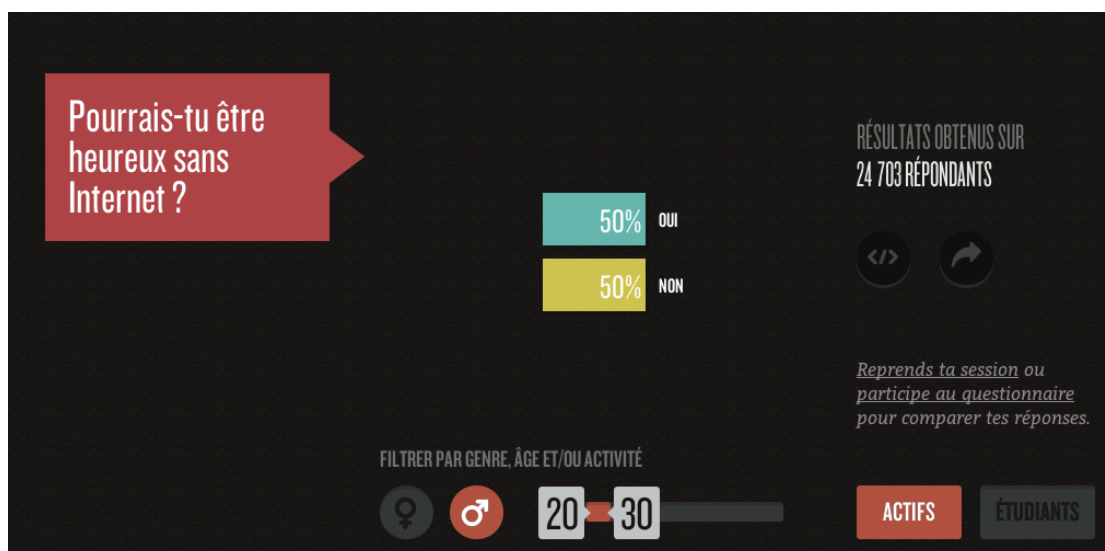 Pourrais-tu être
heureux sans
Internet ?
50% OUI
50% NON
RÉSULTATS OBTENUS SUR
24 703 RÉPONDANTS
</>
Reprends ta session ou
participe au questionnaire
pour comparer tes réponses.
FILTRER PAR GENRE, ÂGE ET/OU ACTIVITÉ
20 30
ACTIFS
ÉTUDIANTS